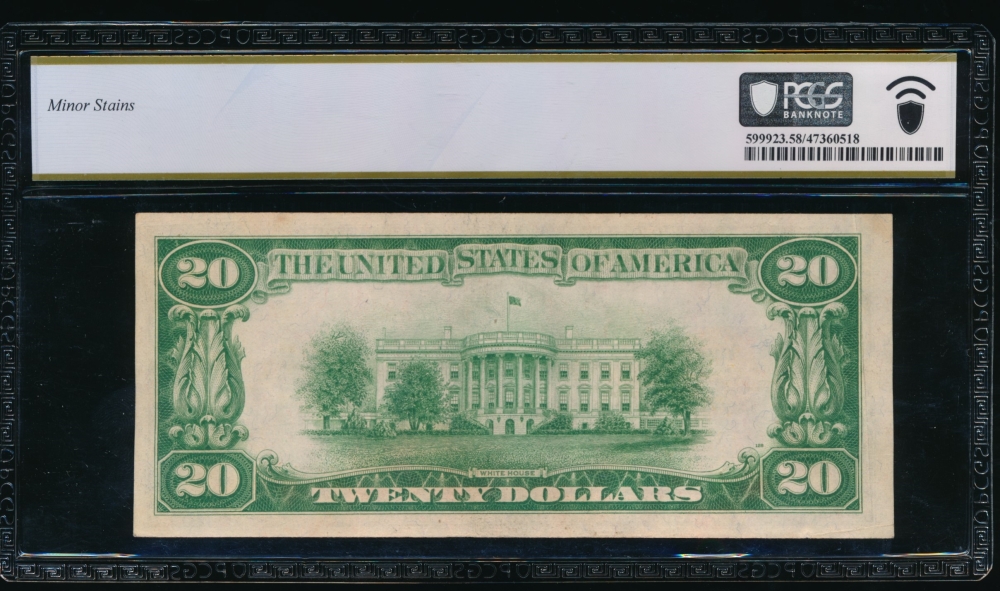 Minor Stains
PCGS
BANKNOTE
599923.58/47360518
20 THE UNITED STATES OF AMERICA 20
WHITE HOUSE
20 TWENTY DOLLARS 20